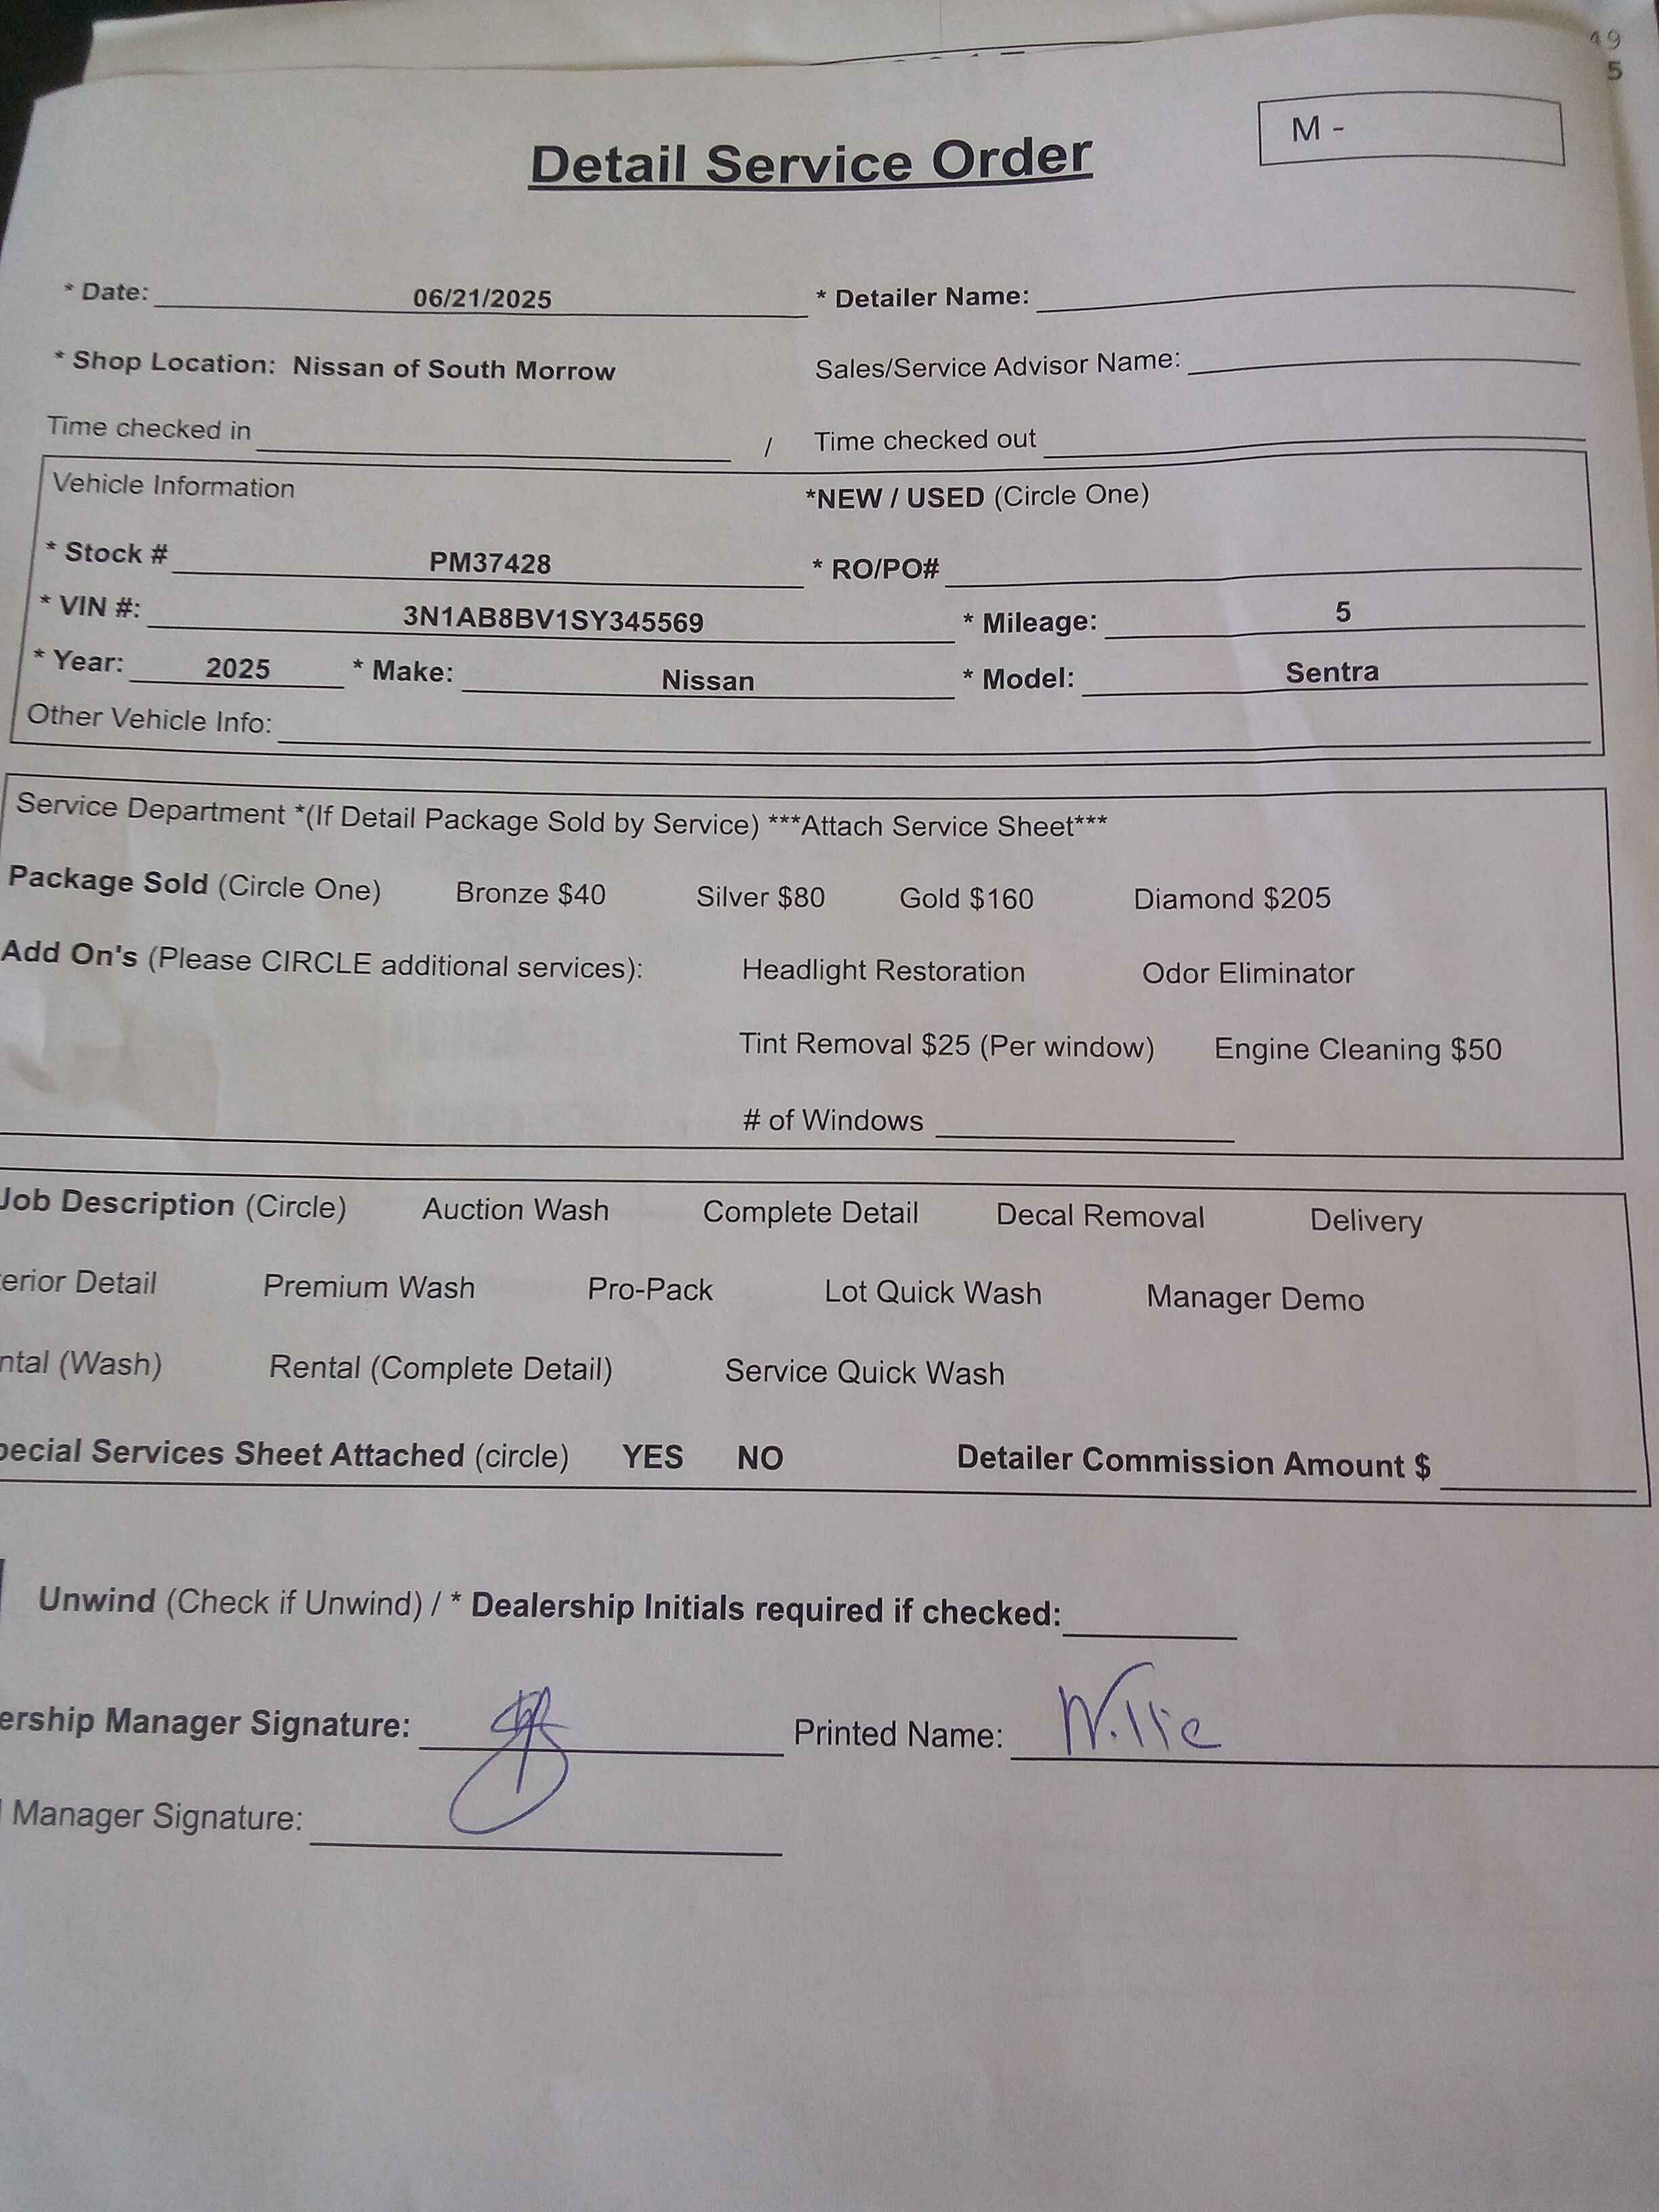 49
5
M -
Detail Service Order
* Date: 06/21/2025 * Detailer Name:
* Shop Location: Nissan of South Morrow Sales/Service Advisor Name:
Time checked in / Time checked out
Vehicle Information *NEW / USED (Circle One)
* Stock # PM37428 * RO/PO#
* VIN #: 3N1AB8BV1SY345569 * Mileage: 5
* Year: 2025 * Make: Nissan * Model: Sentra
Other Vehicle Info:
Service Department *(If Detail Package Sold by Service) ***Attach Service Sheet***
Package Sold (Circle One) Bronze $40 Silver $80 Gold $160 Diamond $205
Add On's (Please CIRCLE additional services): Headlight Restoration Odor Eliminator
Tint Removal $25 (Per window) Engine Cleaning $50
# of Windows
Job Description (Circle) Auction Wash Complete Detail Decal Removal Delivery
erior Detail Premium Wash Pro-Pack Lot Quick Wash Manager Demo
ntal (Wash) Rental (Complete Detail) Service Quick Wash
pecial Services Sheet Attached (circle) YES NO Detailer Commission Amount $
Unwind (Check if Unwind) / * Dealership Initials required if checked:
ership Manager Signature: Printed Name: Willie
Manager Signature: